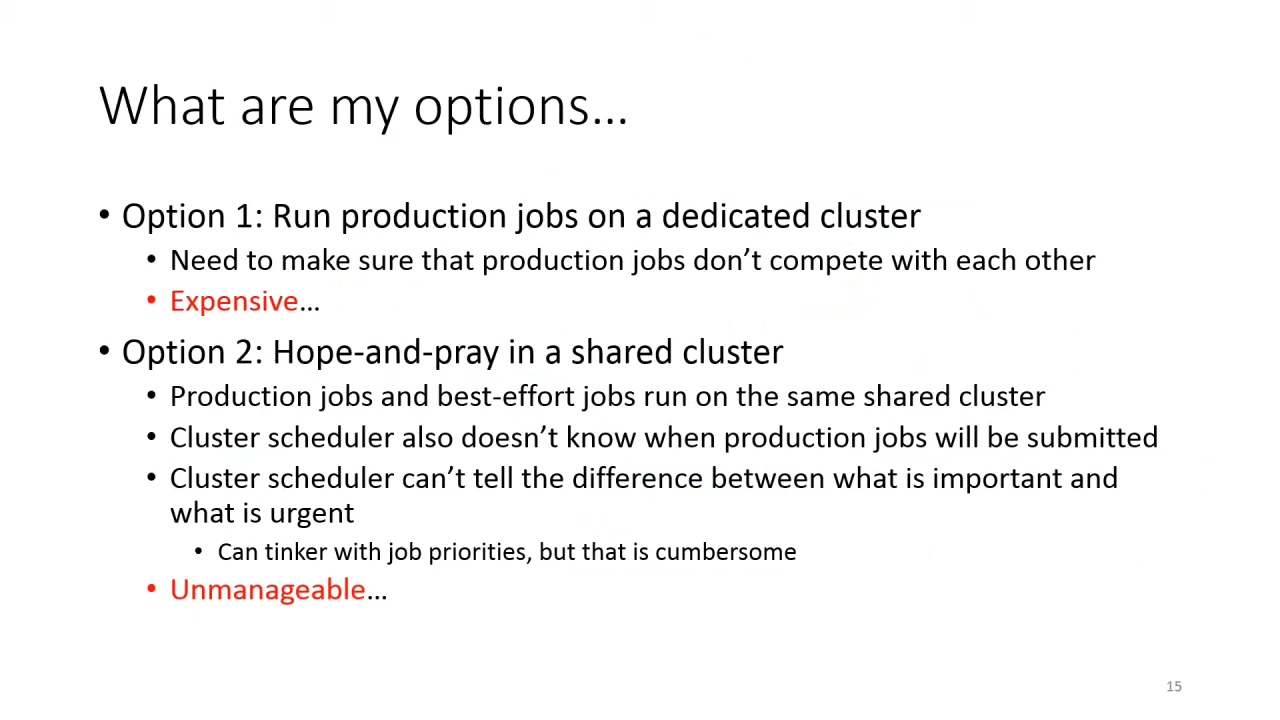 What are my options...
• Option 1: Run production jobs on a dedicated cluster
• Need to make sure that production jobs don’t compete with each other
• Expensive...
• Option 2: Hope-and-pray in a shared cluster
• Production jobs and best-effort jobs run on the same shared cluster
• Cluster scheduler also doesn’t know when production jobs will be submitted
• Cluster scheduler can’t tell the difference between what is important and
what is urgent
• Can tinker with job priorities, but that is cumbersome
• Unmanageable...
15